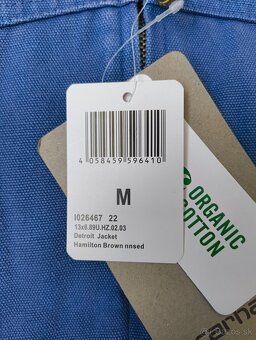 4 058459 596410
M
I026467 22
13x8.89U.HZ.02.03
Detroit Jacket
Hamilton Brown nnsed
ORGANIC
COTTON